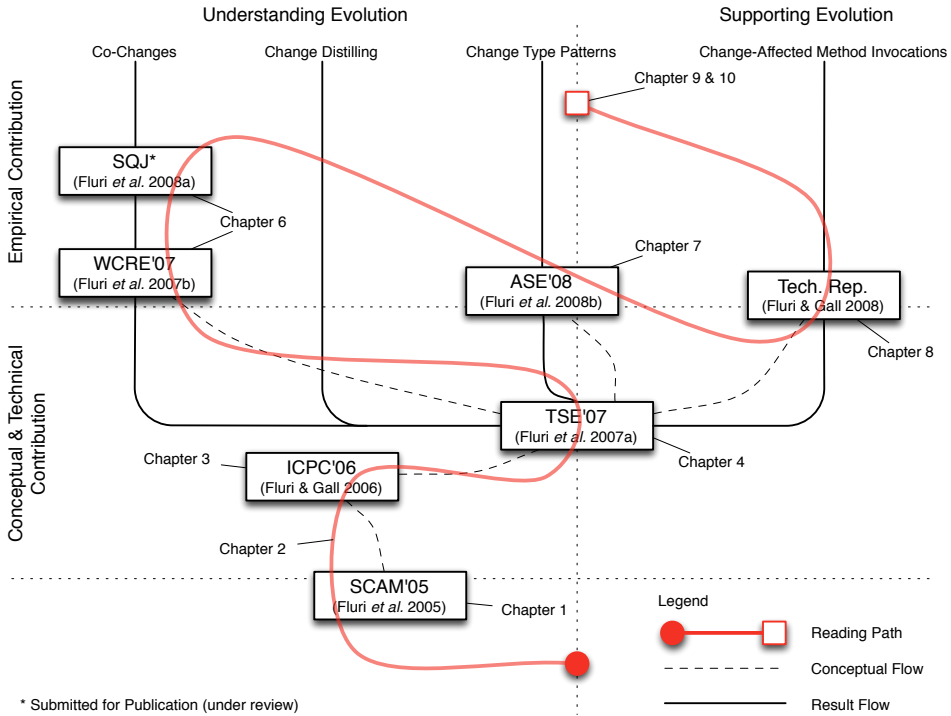 Understanding Evolution
Supporting Evolution
Co-Changes
Change Distilling
Change Type Patterns
Change-Affected Method Invocations
Empirical Contribution
Chapter 9 & 10
SQJ*
(Fluri et al. 2008a)
Chapter 6
WCRE'07
(Fluri et al. 2007b)
Chapter 7
ASE'08
(Fluri et al. 2008b)
Tech. Rep.
(Fluri & Gall 2008)
Chapter 8
Conceptual & Technical
Contribution
TSE'07
(Fluri et al. 2007a)
Chapter 4
Chapter 3
ICPC'06
(Fluri & Gall 2006)
Chapter 2
SCAM'05
(Fluri et al. 2005)
Chapter 1
Legend
Reading Path
Conceptual Flow
Result Flow
* Submitted for Publication (under review)